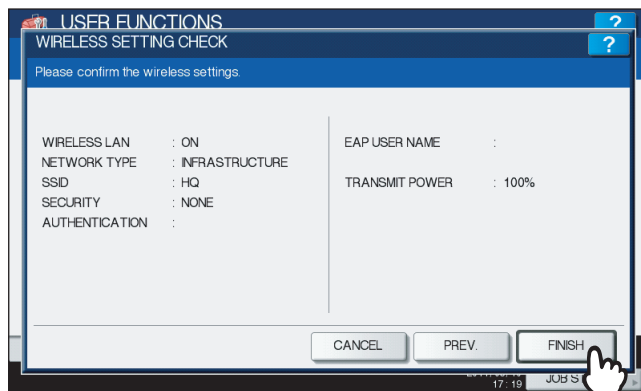 USER FUNCTIONS
?
WIRELESS SETTING CHECK
?
Please confirm the wireless settings.
WIRELESS LAN : ON
NETWORK TYPE : INFRASTRUCTURE
SSID : HQ
SECURITY : NONE
AUTHENTICATION :
EAP USER NAME :
TRANSMIT POWER : 100%
CANCEL
PREV.
FINISH
17:19
JOB S